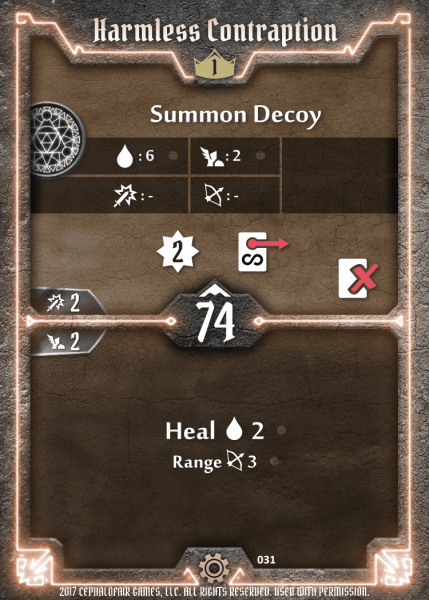 Harmless Contraption
1
Summon Decoy
: 6 : 2
: - : -
2
2
74
2
Heal 2
Range 3
031
2017 CEPHALOFAIR GAMES, LLC. ALL RIGHTS RESERVED. USED WITH PERMISSION.